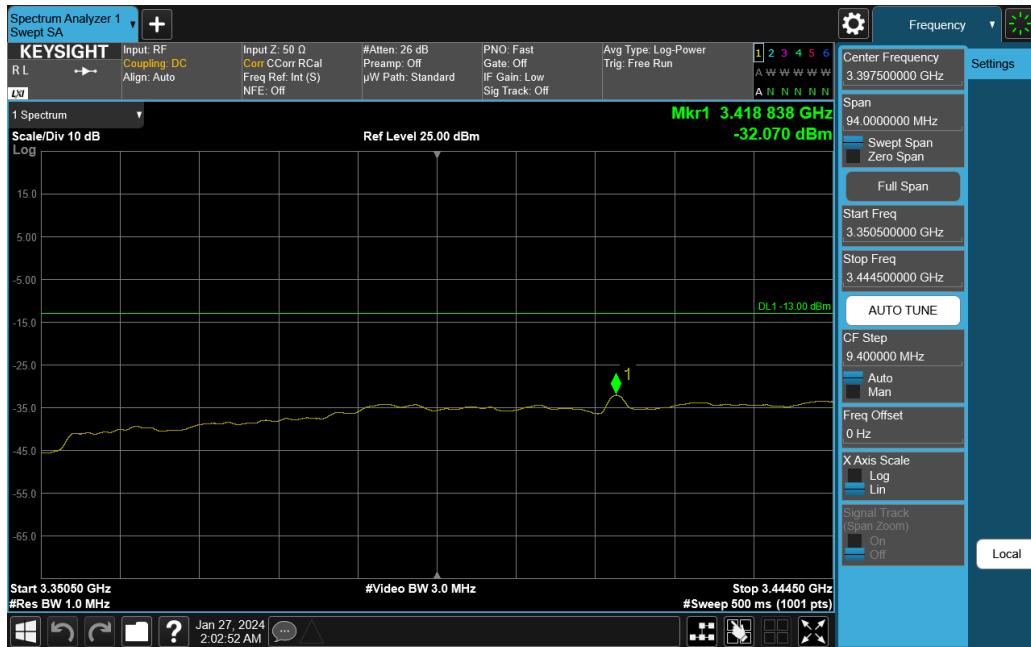 Spectrum Analyzer 1
Swept SA
Frequency
KEYSIGHT
R L
LXI
Input: RF
Coupling: DC
Align: Auto
Input Z: 50 Ω
Corr CCorr RCal
Freq Ref: Int (S)
NFE: Off
#Atten: 26 dB
Preamp: Off
µW Path: Standard
PNO: Fast
Gate: Off
IF Gain: Low
Sig Track: Off
Avg Type: Log-Power
Trig: Free Run
1 2 3 4 5 6
A W W W W W
A N N N N N
1 Spectrum
Scale/Div 10 dB
Ref Level 25.00 dBm
Mkr1 3.418 838 GHz
-32.070 dBm
Log
15.0
5.00
-5.00
DL1 -13.00 dBm
-15.0
-25.0
1
-35.0
-45.0
-55.0
-65.0
Start 3.35050 GHz
#Video BW 3.0 MHz
Stop 3.44450 GHz
#Res BW 1.0 MHz
#Sweep 500 ms (1001 pts)
?
Jan 27, 2024
2:02:52 AM
Center Frequency
3.397500000 GHz
Settings
Span
94.0000000 MHz
Swept Span
Zero Span
Full Span
Start Freq
3.350500000 GHz
Stop Freq
3.444500000 GHz
AUTO TUNE
CF Step
9.400000 MHz
Auto
Man
Freq Offset
0 Hz
X Axis Scale
Log
Lin
Signal Track
(Span Zoom)
On
Off
Local